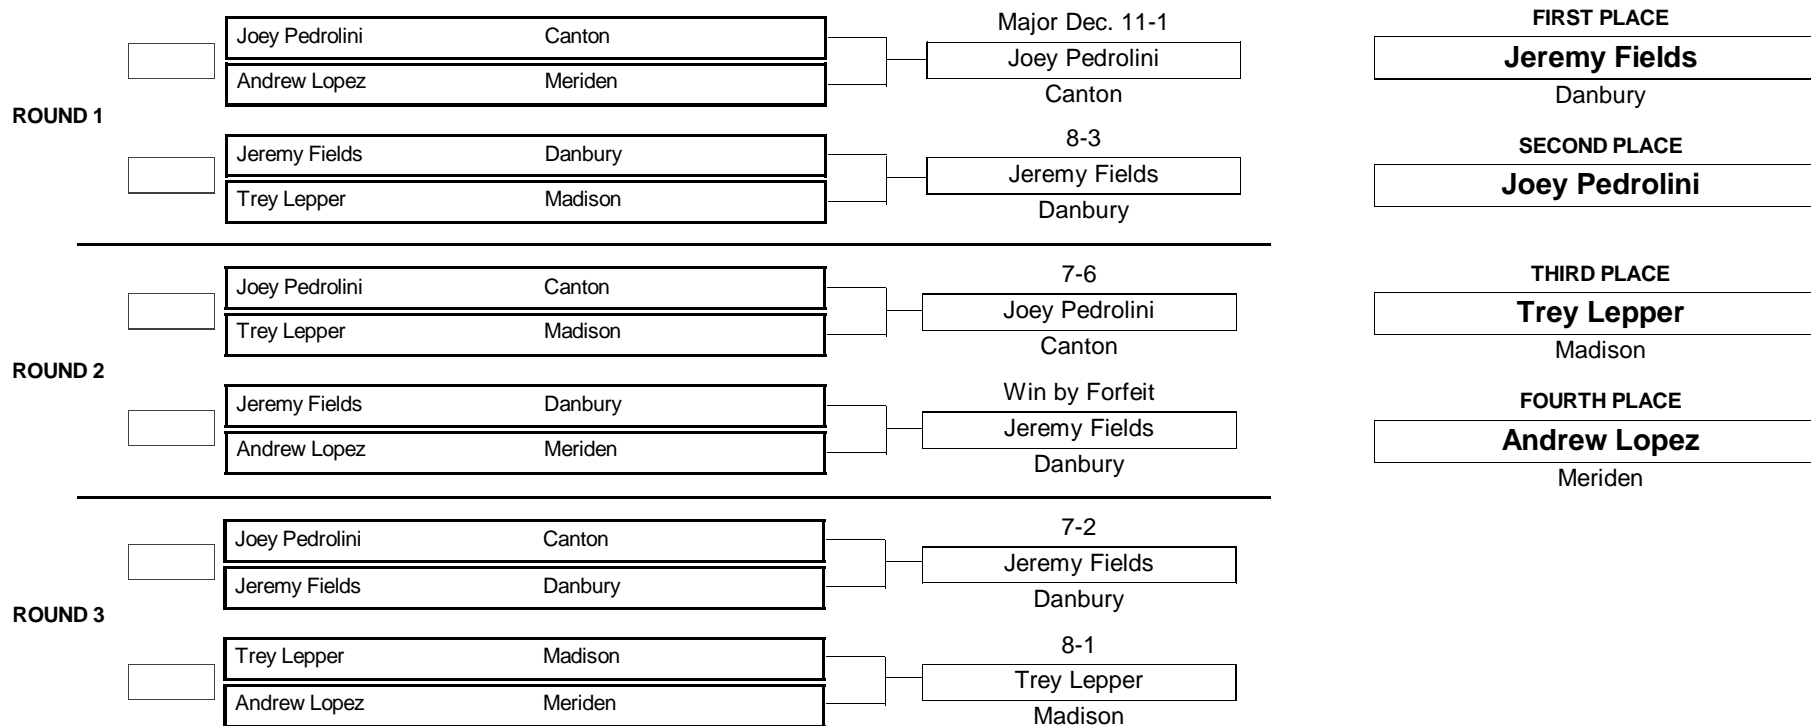 ROUND 1
Joey Pedrolini Canton
Andrew Lopez Meriden
Major Dec. 11-1
Joey Pedrolini
Canton
Jeremy Fields Danbury
Trey Lepper Madison
8-3
Jeremy Fields
Danbury
ROUND 2
Joey Pedrolini Canton
Trey Lepper Madison
7-6
Joey Pedrolini
Canton
Jeremy Fields Danbury
Andrew Lopez Meriden
Win by Forfeit
Jeremy Fields
Danbury
ROUND 3
Joey Pedrolini Canton
Jeremy Fields Danbury
7-2
Jeremy Fields
Danbury
Trey Lepper Madison
Andrew Lopez Meriden
8-1
Trey Lepper
Madison
FIRST PLACE
Jeremy Fields
Danbury
SECOND PLACE
Joey Pedrolini
THIRD PLACE
Trey Lepper
Madison
FOURTH PLACE
Andrew Lopez
Meriden